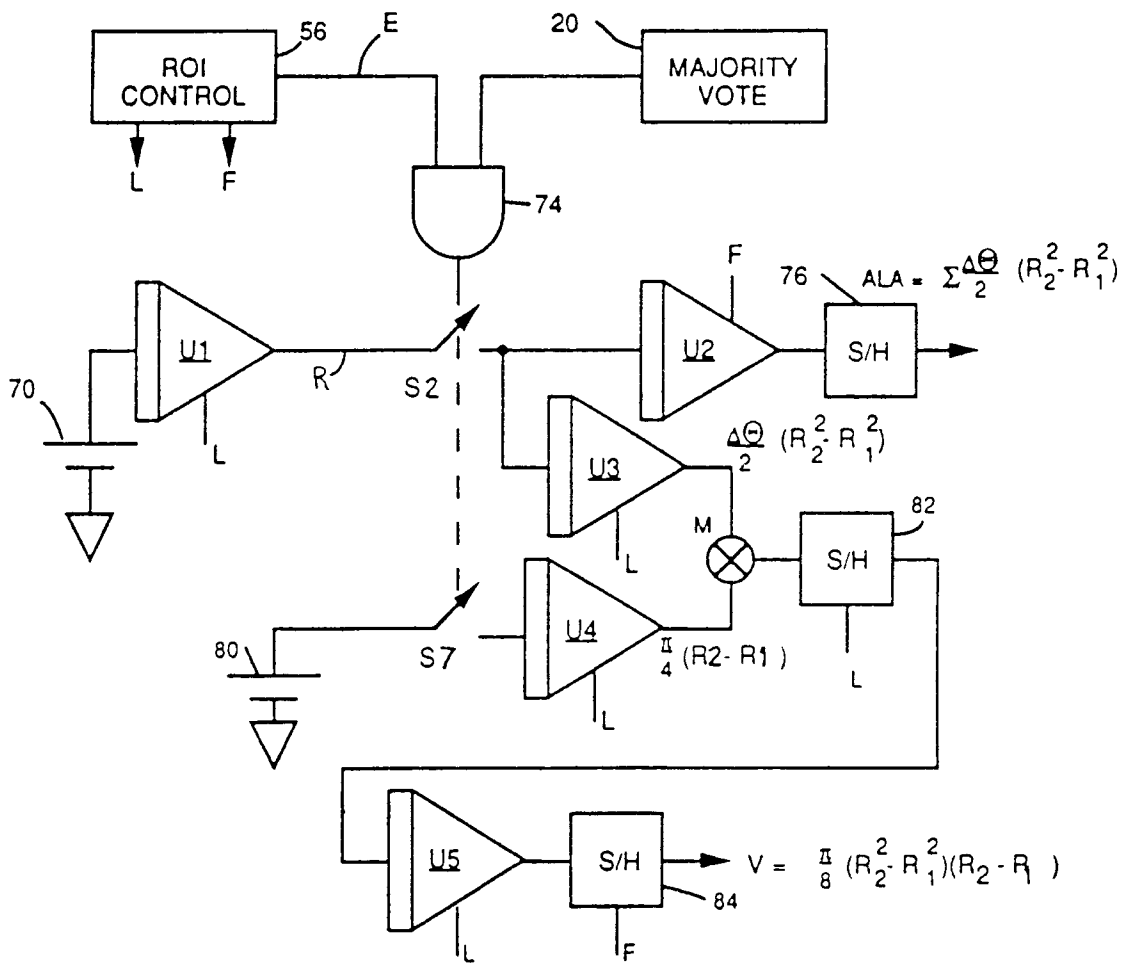 56
E
20
ROI
CONTROL
MAJORITY
VOTE
L
F
74
F
76
ALA = Σ ΔΘ/2 (R₂² - R₁²)
U1
R
S2
U2
S/H
70
L
ΔΘ/2 (R₂² - R₁²)
U3
82
M
L
S/H
U4
80
S7
π/4 (R2 - R1)
L
L
U5
S/H
V = π/8 (R₂² - R₁²)(R₂ - R₁)
84
L
F